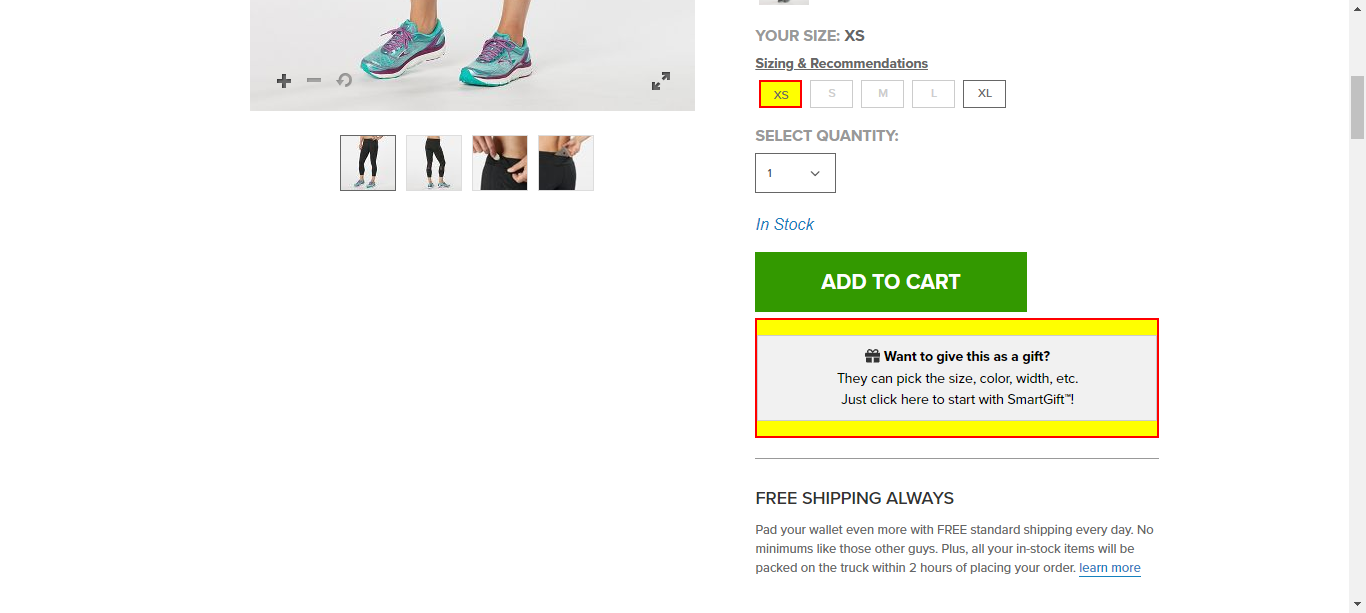 YOUR SIZE: XS
Sizing & Recommendations
XS S M L XL
SELECT QUANTITY:
1
In Stock
ADD TO CART
Want to give this as a gift?
They can pick the size, color, width, etc.
Just click here to start with SmartGift™!
FREE SHIPPING ALWAYS
Pad your wallet even more with FREE standard shipping every day. No
minimums like those other guys. Plus, all your in-stock items will be
packed on the truck within 2 hours of placing your order. learn more